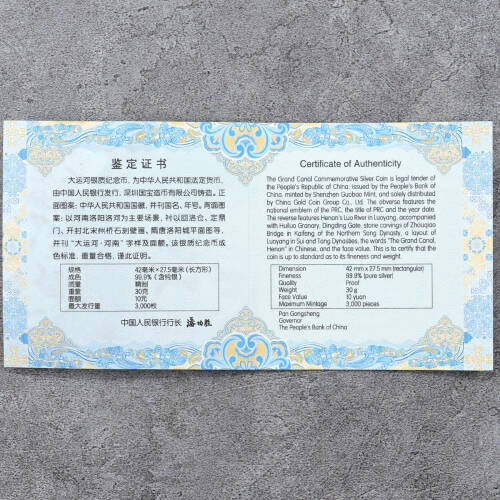 鉴定证书
大运河银质纪念币，为中华人民共和国法定货币，
由中国人民银行发行，深圳国宝造币有限公司铸造。正
面图案：中华人民共和国国徽，并刊国名、年号。背面图
案：以河南洛阳洛河为主要场景，衬以回洛仓、定鼎
门、开封北宋州桥石刻壁画、隋唐洛阳城平面图等，
并刊“大运河·河南”字样及面额。该银质纪念币成
色标准，重量合格，谨此证明。
规格 42毫米×27.5毫米（长方形）
成色 99.9%（含纯银）
质量 精制
重量 30克
面额 10元
最大发行量 3,000枚
中国人民银行行长 潘功胜
Certificate of Authenticity
The Grand Canal Commemorative Silver Coin is legal tender of
the People's Republic of China, issued by the People's Bank of
China, minted by Shenzhen Guobao Mint, and solely distributed
by China Gold Coin Group Co., Ltd. The obverse features the
national emblem of the PRC, the title of PRC and the year date.
The reverse features Henan's Luo River in Luoyang, accompanied
with Huiluo Granary, Dingding Gate, stone carvings of Zhouqiao
Bridge in Kaifeng of the Northern Song Dynasty, a layout of
Luoyang in Sui and Tang Dynasties, the words "The Grand Canal,
Henan" in Chinese, and the face value. This is to certify that the
coin is up to standard as to its fineness and weight.
Dimension 42 mm x 27.5 mm (rectangular)
Fineness 99.9% (pure silver)
Quality Proof
Weight 30 g
Face Value 10 yuan
Maximum Mintage 3,000 pieces
Pan Gongsheng
Governor
The People's Bank of China